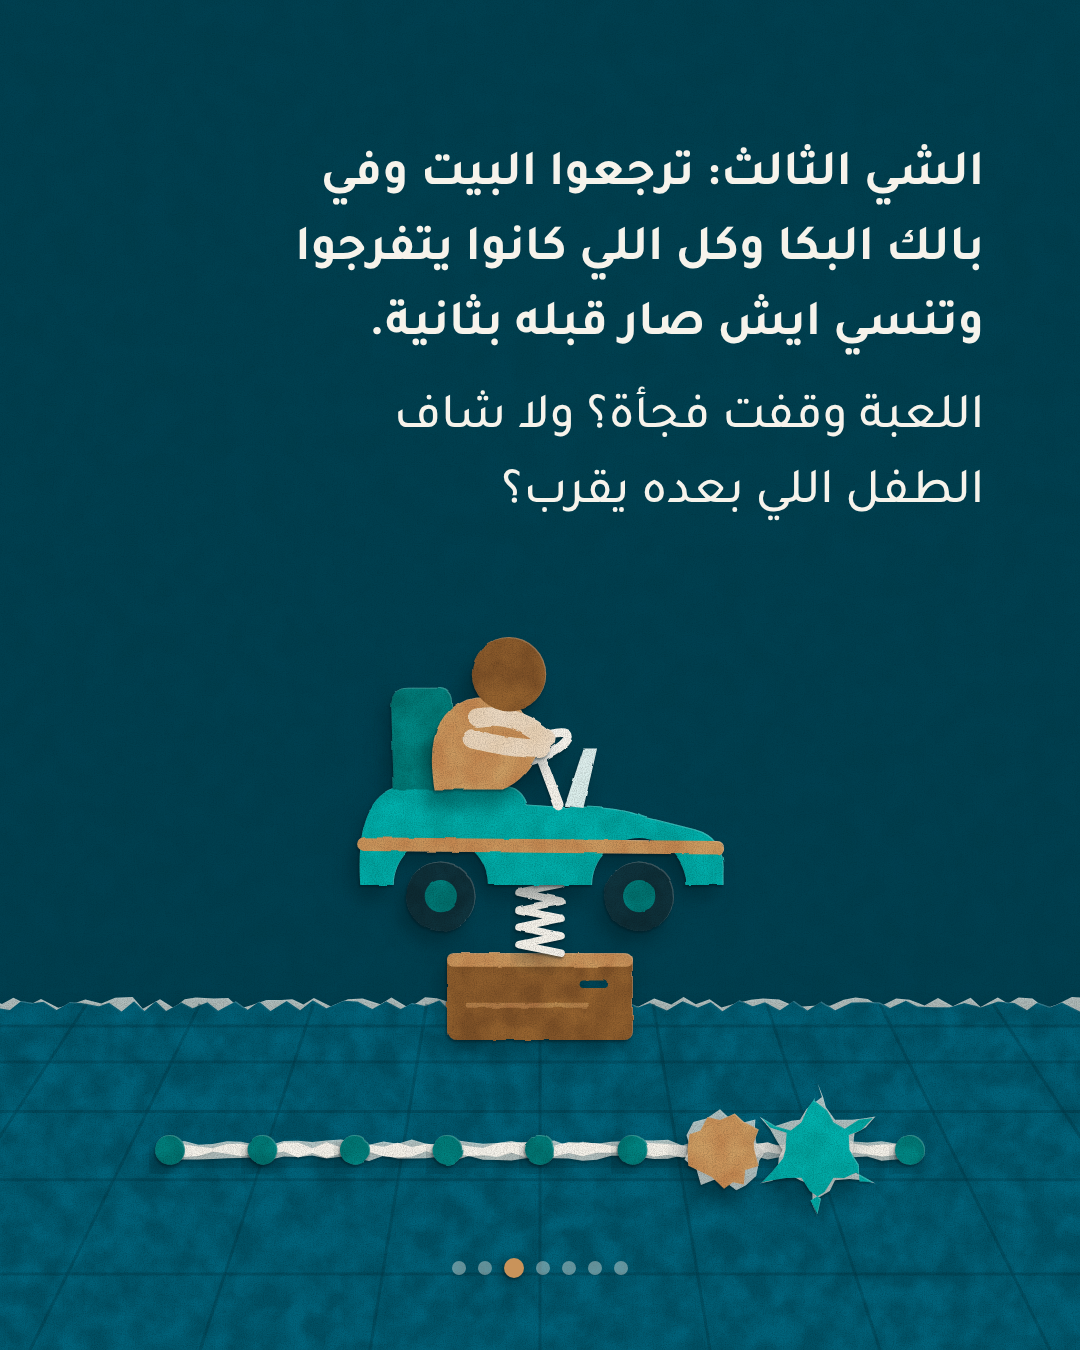 الشي الثالث: ترجعوا البيت وفي
بالك البكا وكل اللي كانوا يتفرجوا
وتنسي ايش صار قبله بثانية.
اللعبة وقفت فجأة؟ ولا شاف
الطفل اللي بعده يقرب؟